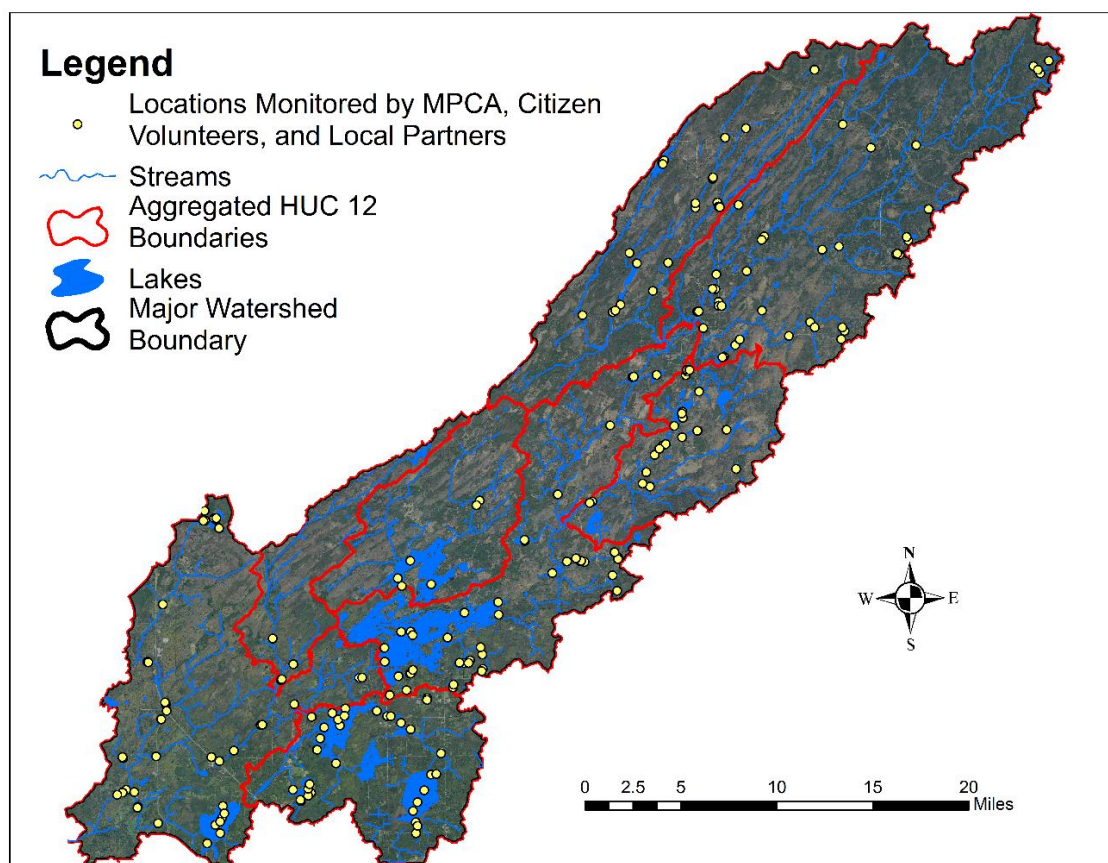 Legend
Locations Monitored by MPCA, Citizen
Volunteers, and Local Partners
Streams
Aggregated HUC 12
Boundaries
Lakes
Major Watershed
Boundary
N
W E
S
0 2.5 5 10 15 20
Miles